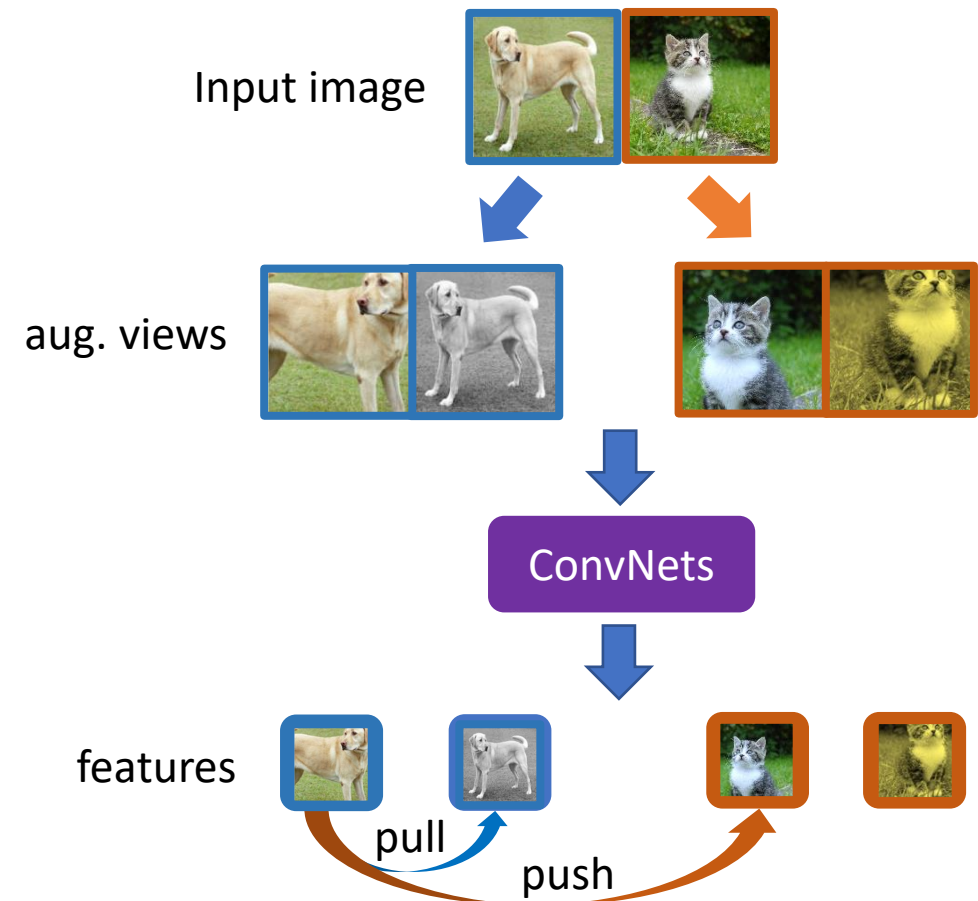 Input image
aug. views
ConvNets
features
pull
push